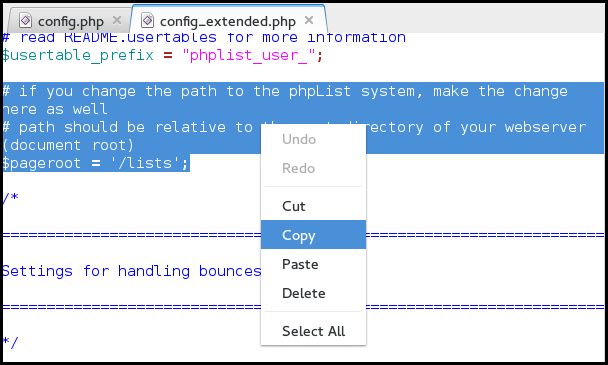 config.php × config_extended.php ×
# read README.usertables for more information
$usertable_prefix = "phplist_user_";
# if you change the path to the phpList system, make the change
here as well
# path should be relative to the directory of your webserver
(document root)
$pageroot = '/lists';
/*
==================================================================
Settings for handling bounces
==================================================================
*/
Undo
Redo
Cut
Copy
Paste
Delete
Select All